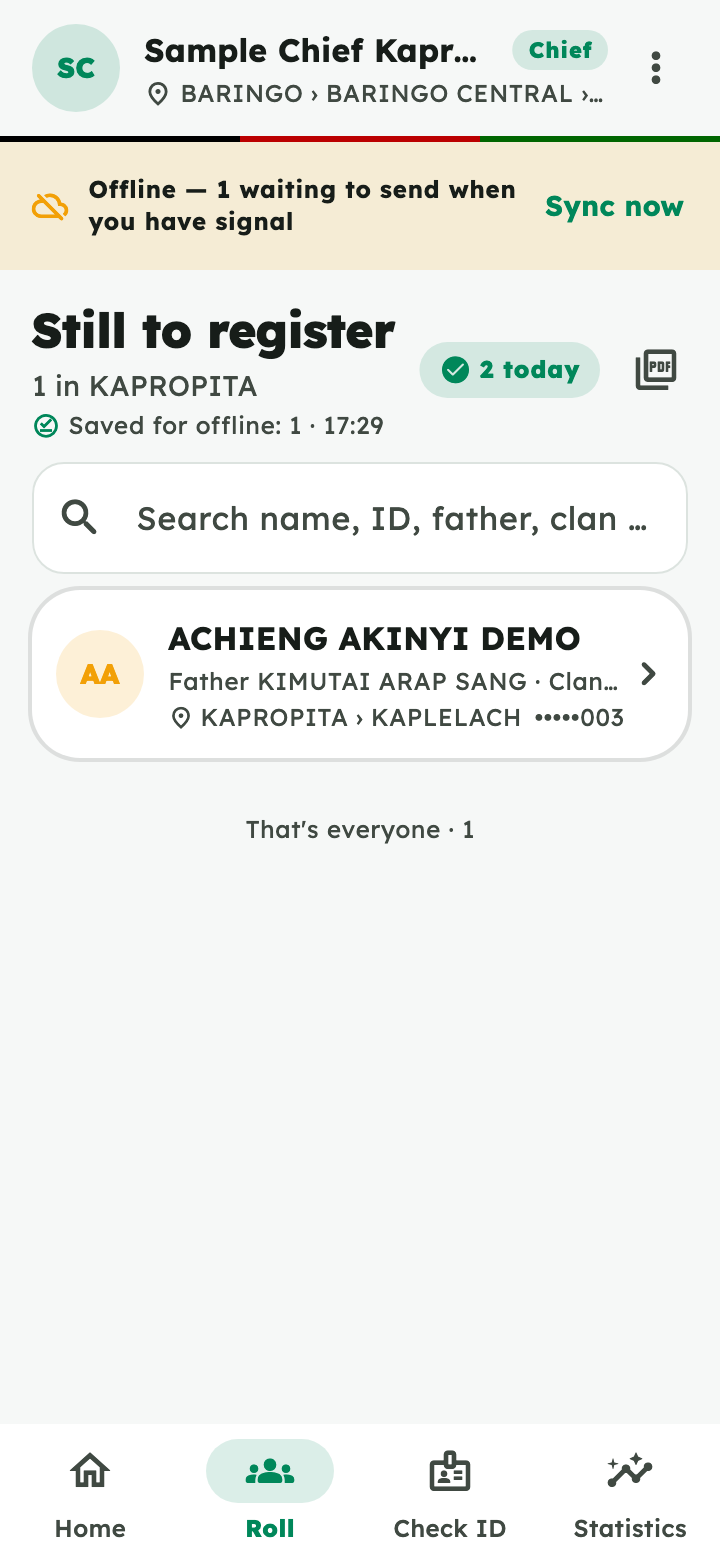 SC
Sample Chief Kapr...
Chief
BARINGO › BARINGO CENTRAL ›...
Offline — 1 waiting to send when
you have signal
Sync now
Still to register
1 in KAPROPITA
Saved for offline: 1 · 17:29
2 today
PDF
Search name, ID, father, clan ...
AA
ACHIENG AKINYI DEMO
Father KIMUTAI ARAP SANG · Clan...
KAPROPITA › KAPLELACH •••••003
That's everyone · 1
Home
Roll
Check ID
Statistics